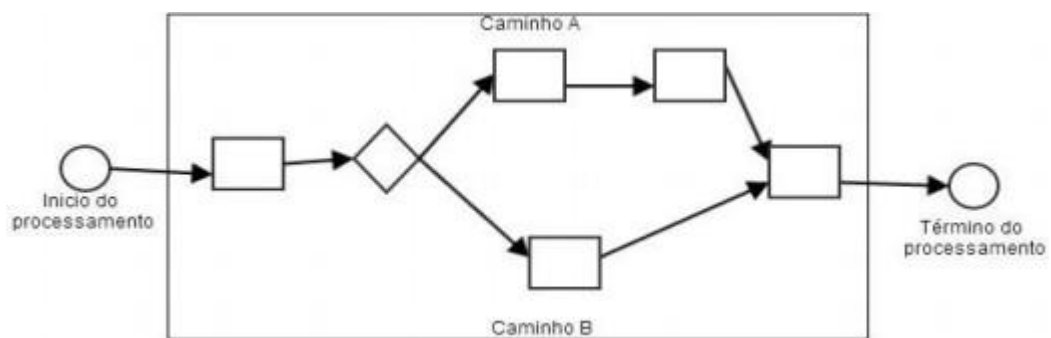 Caminho A
Inicio do
processamento
Término do
processamento
Caminho B